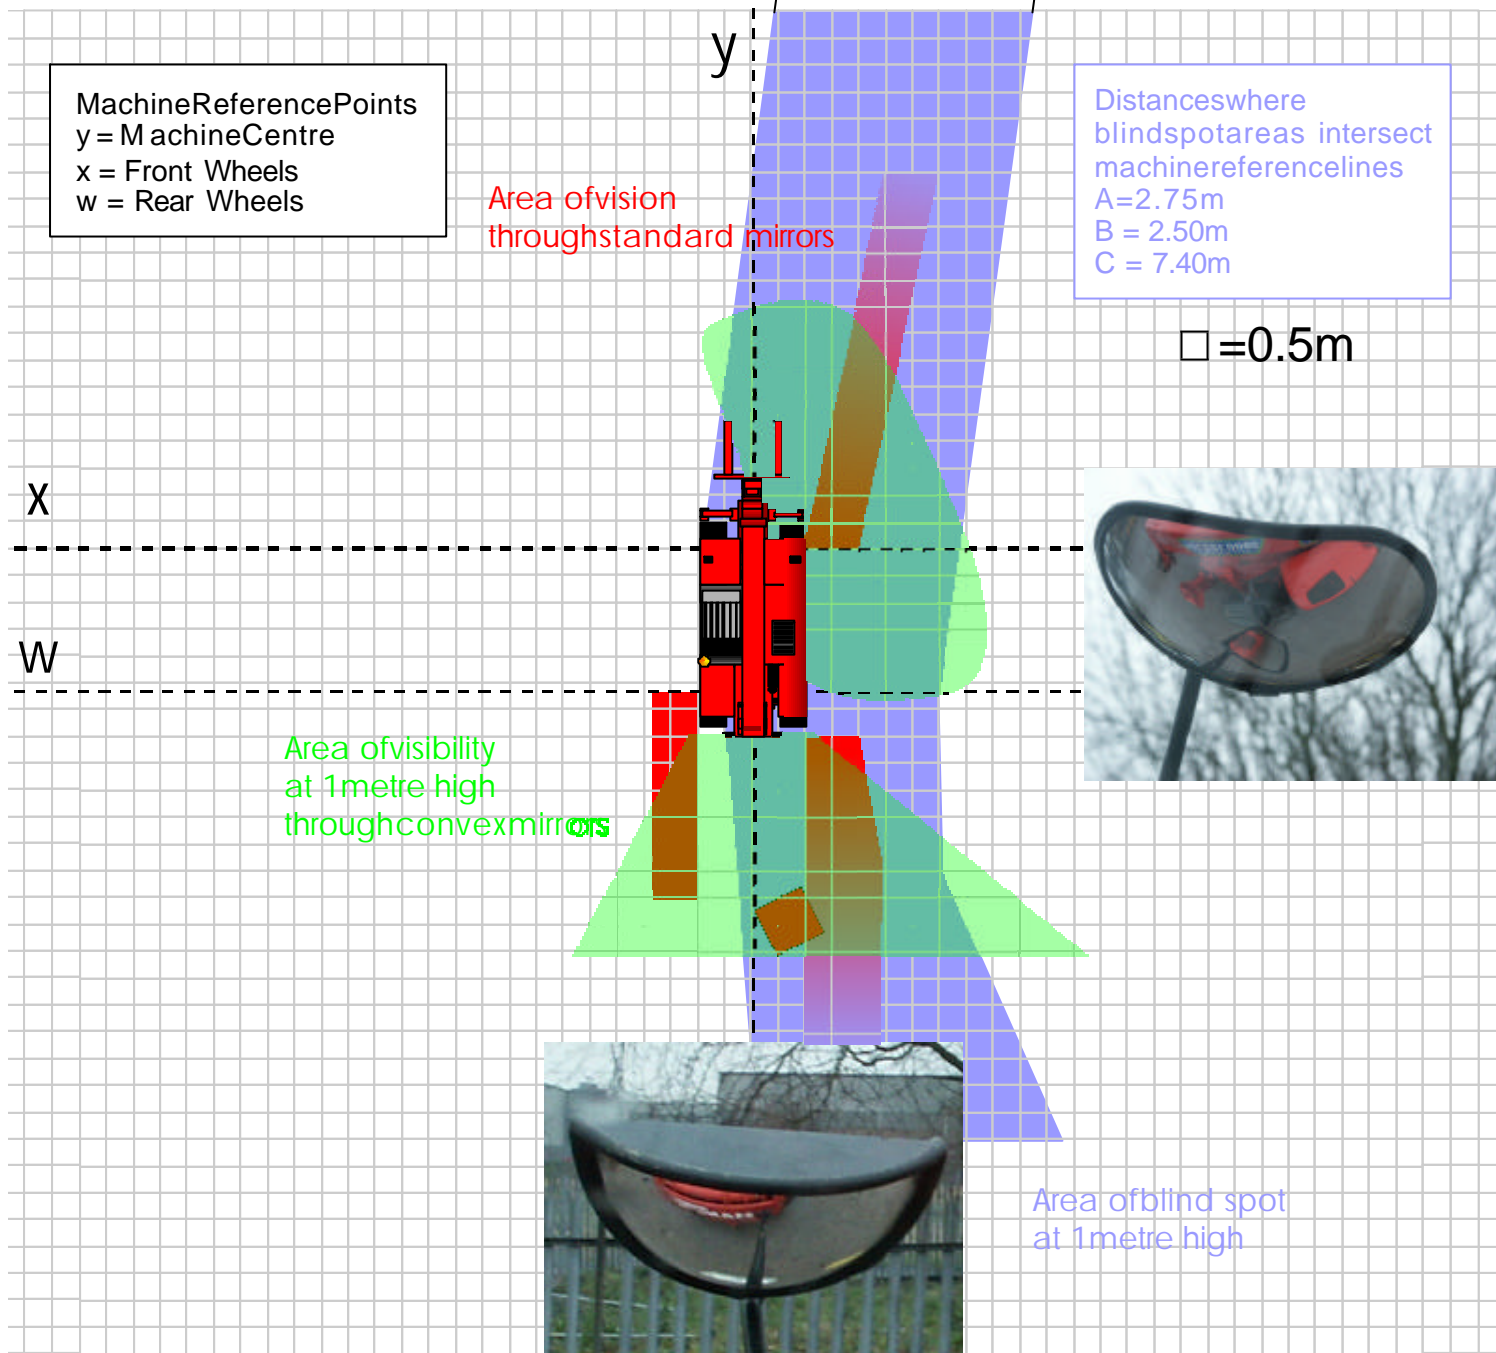 y
MachineReferencePoints
y = MachineCentre
x = Front Wheels
w = Rear Wheels
Distanceswhere
blindspotareas intersect
machinereferencelines
A=2.75m
B = 2.50m
C = 7.40m
Area ofvision
throughstandard mirrors
=0.5m
x
w
Area ofvisibility
at 1metre high
throughconvexmirrors
Area ofblind spot
at 1metre high